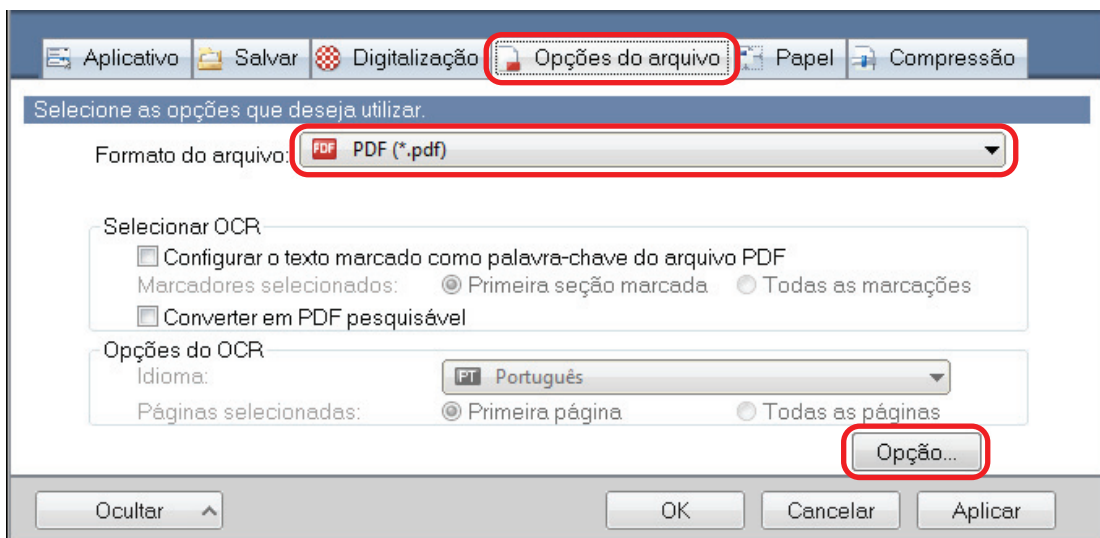 Aplicativo Salvar Digitalização Opções do arquivo Papel Compressão
Selecione as opções que deseja utilizar.
Formato do arquivo: PDF PDF (*.pdf)
Selecionar OCR
Configurar o texto marcado como palavra-chave do arquivo PDF
Marcadores selecionados: Primeira seção marcada Todas as marcações
Converter em PDF pesquisável
Opções do OCR
Idioma: PT Português
Páginas selecionadas: Primeira página Todas as páginas
Opção...
Ocultar OK Cancelar Aplicar